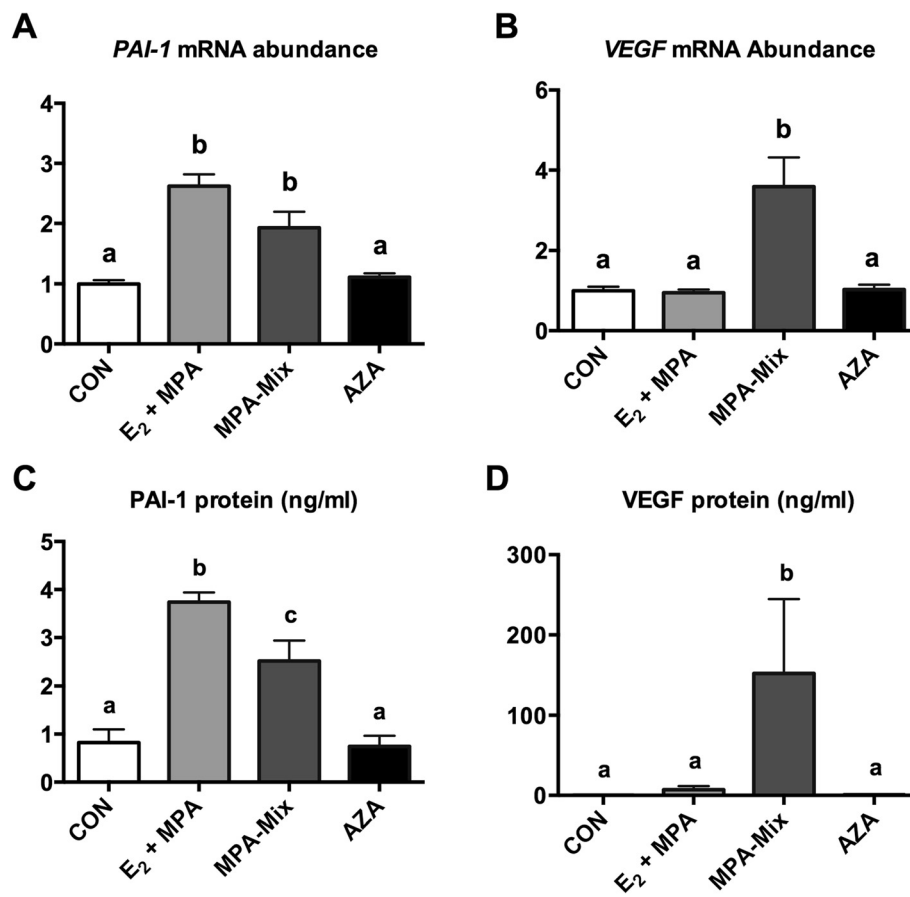 A
PAI-1 mRNA abundance
4
3
2
1
0
a
b
b
a
CON
E₂ + MPA
MPA-Mix
AZA
B
VEGF mRNA Abundance
6
4
2
0
a
a
b
a
CON
E₂ + MPA
MPA-Mix
AZA
C
PAI-1 protein (ng/ml)
5
4
3
2
1
0
a
b
c
a
CON
E₂ + MPA
MPA-Mix
AZA
D
VEGF protein (ng/ml)
300
200
100
0
a
a
b
a
CON
E₂ + MPA
MPA-Mix
AZA